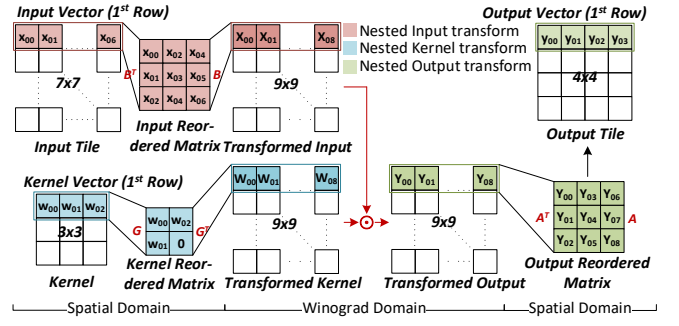 Input Vector (1st Row)
x00 x01 x06
7x7
Input Tile
BT
x00 x02 x04
x01 x03 x05
x02 x04 x06
B
Input Reor-
dered Matrix
X00 X01 X08
9x9
Transformed Input
Nested Input transform
Nested Kernel transform
Nested Output transform
Output Vector (1st Row)
y00 y01 y02 y03
4x4
Output Tile
Kernel Vector (1st Row)
w00 w01 w02
3x3
Kernel
G
w00 w02
w01 0
GT
Kernel Reor-
dered Matrix
W00 W01 W08
9x9
Transformed Kernel
Y00 Y01 Y08
9x9
Transformed Output
AT
Y00 Y03 Y06
Y01 Y04 Y07
Y02 Y05 Y08
A
Output Reordered
Matrix
Spatial Domain
Winograd Domain
Spatial Domain